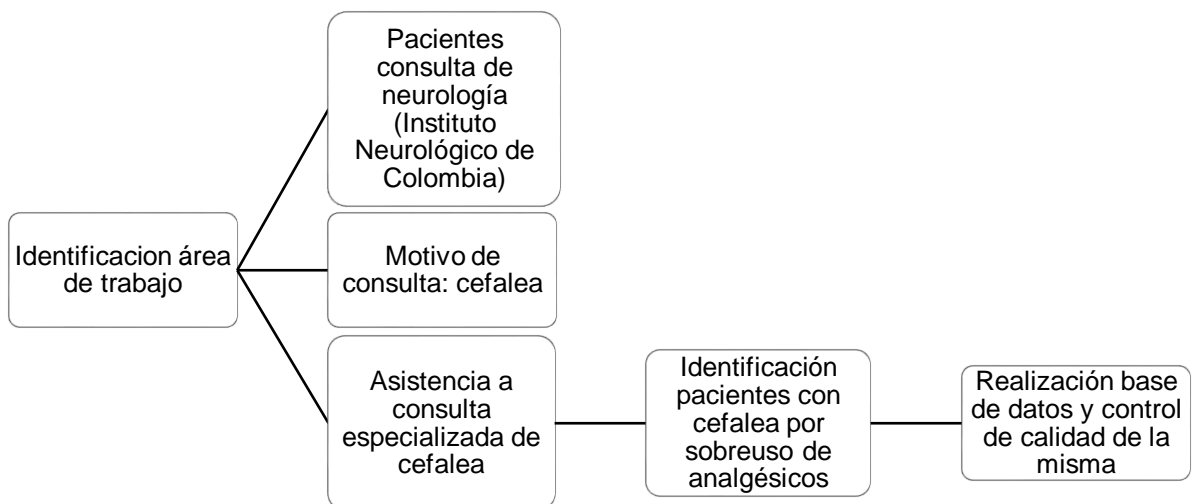 Pacientes
consulta de
neurología
(Instituto
Neurológico de
Colombia)
Identificacion área
de trabajo
Motivo de
consulta: cefalea
Asistencia a
consulta
especializada de
cefalea
Identificación
pacientes con
cefalea por
sobreuso de
analgésicos
Realización base
de datos y control
de calidad de la
misma